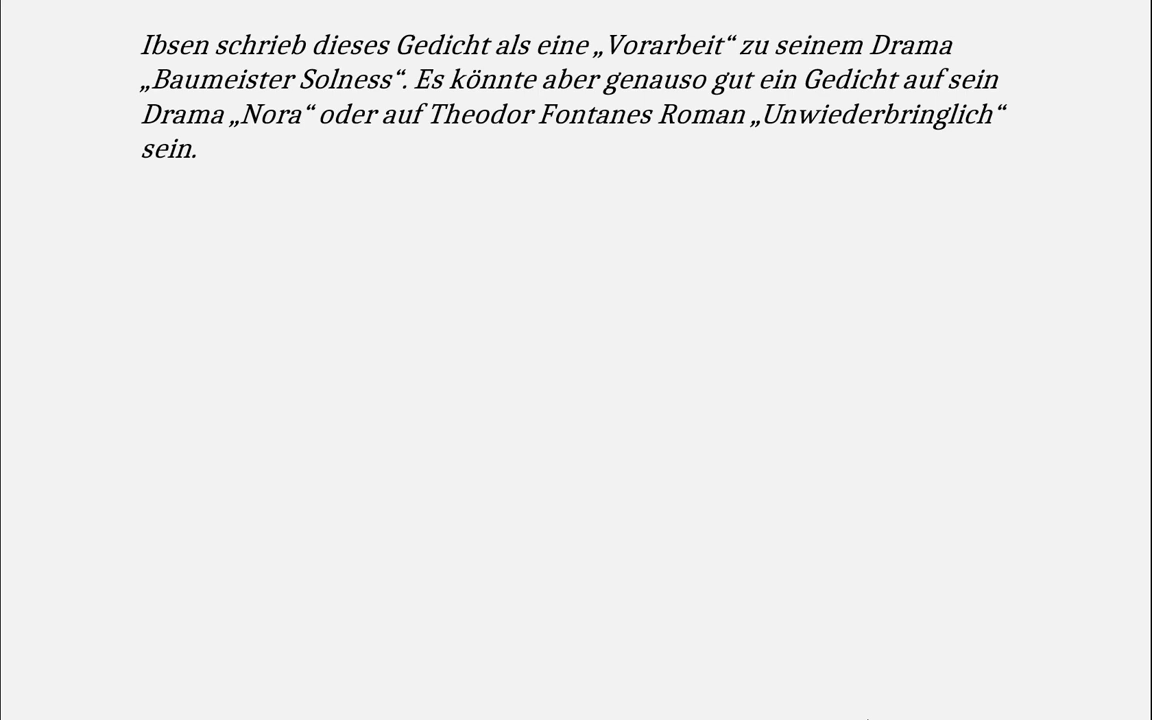 Ibsen schrieb dieses Gedicht als eine „Vorarbeit“ zu seinem Drama
„Baumeister Solness“. Es könnte aber genauso gut ein Gedicht auf sein
Drama „Nora“ oder auf Theodor Fontanes Roman „Unwiederbringlich“
sein.